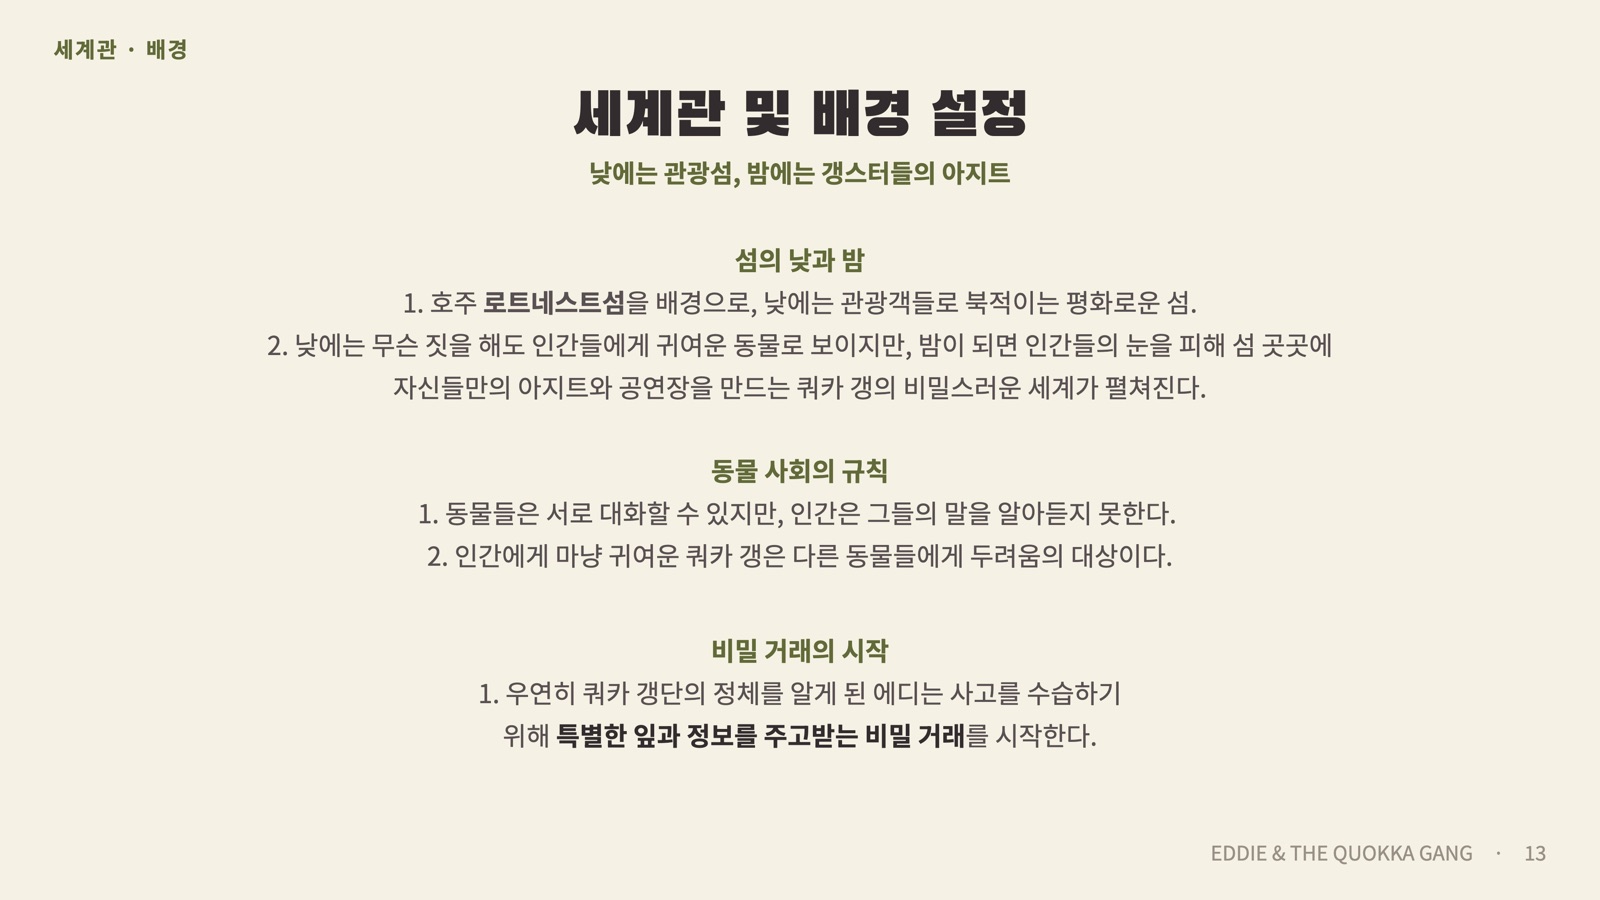 세계관 · 배경
세계관 및 배경 설정
낮에는 관광섬, 밤에는 갱스터들의 아지트
섬의 낮과 밤
1. 호주 로트네스트섬을 배경으로, 낮에는 관광객들로 북적이는 평화로운 섬.
2. 낮에는 무슨 짓을 해도 인간들에게 귀여운 동물로 보이지만, 밤이 되면 인간들의 눈을 피해 섬 곳곳에
자신들만의 아지트와 공연장을 만드는 쿼카 갱의 비밀스러운 세계가 펼쳐진다.
동물 사회의 규칙
1. 동물들은 서로 대화할 수 있지만, 인간은 그들의 말을 알아듣지 못한다.
2. 인간에게 마냥 귀여운 쿼카 갱은 다른 동물들에게 두려움의 대상이다.
비밀 거래의 시작
1. 우연히 쿼카 갱단의 정체를 알게 된 에디는 사고를 수습하기
위해 특별한 잎과 정보를 주고받는 비밀 거래를 시작한다.
EDDIE & THE QUOKKA GANG · 13